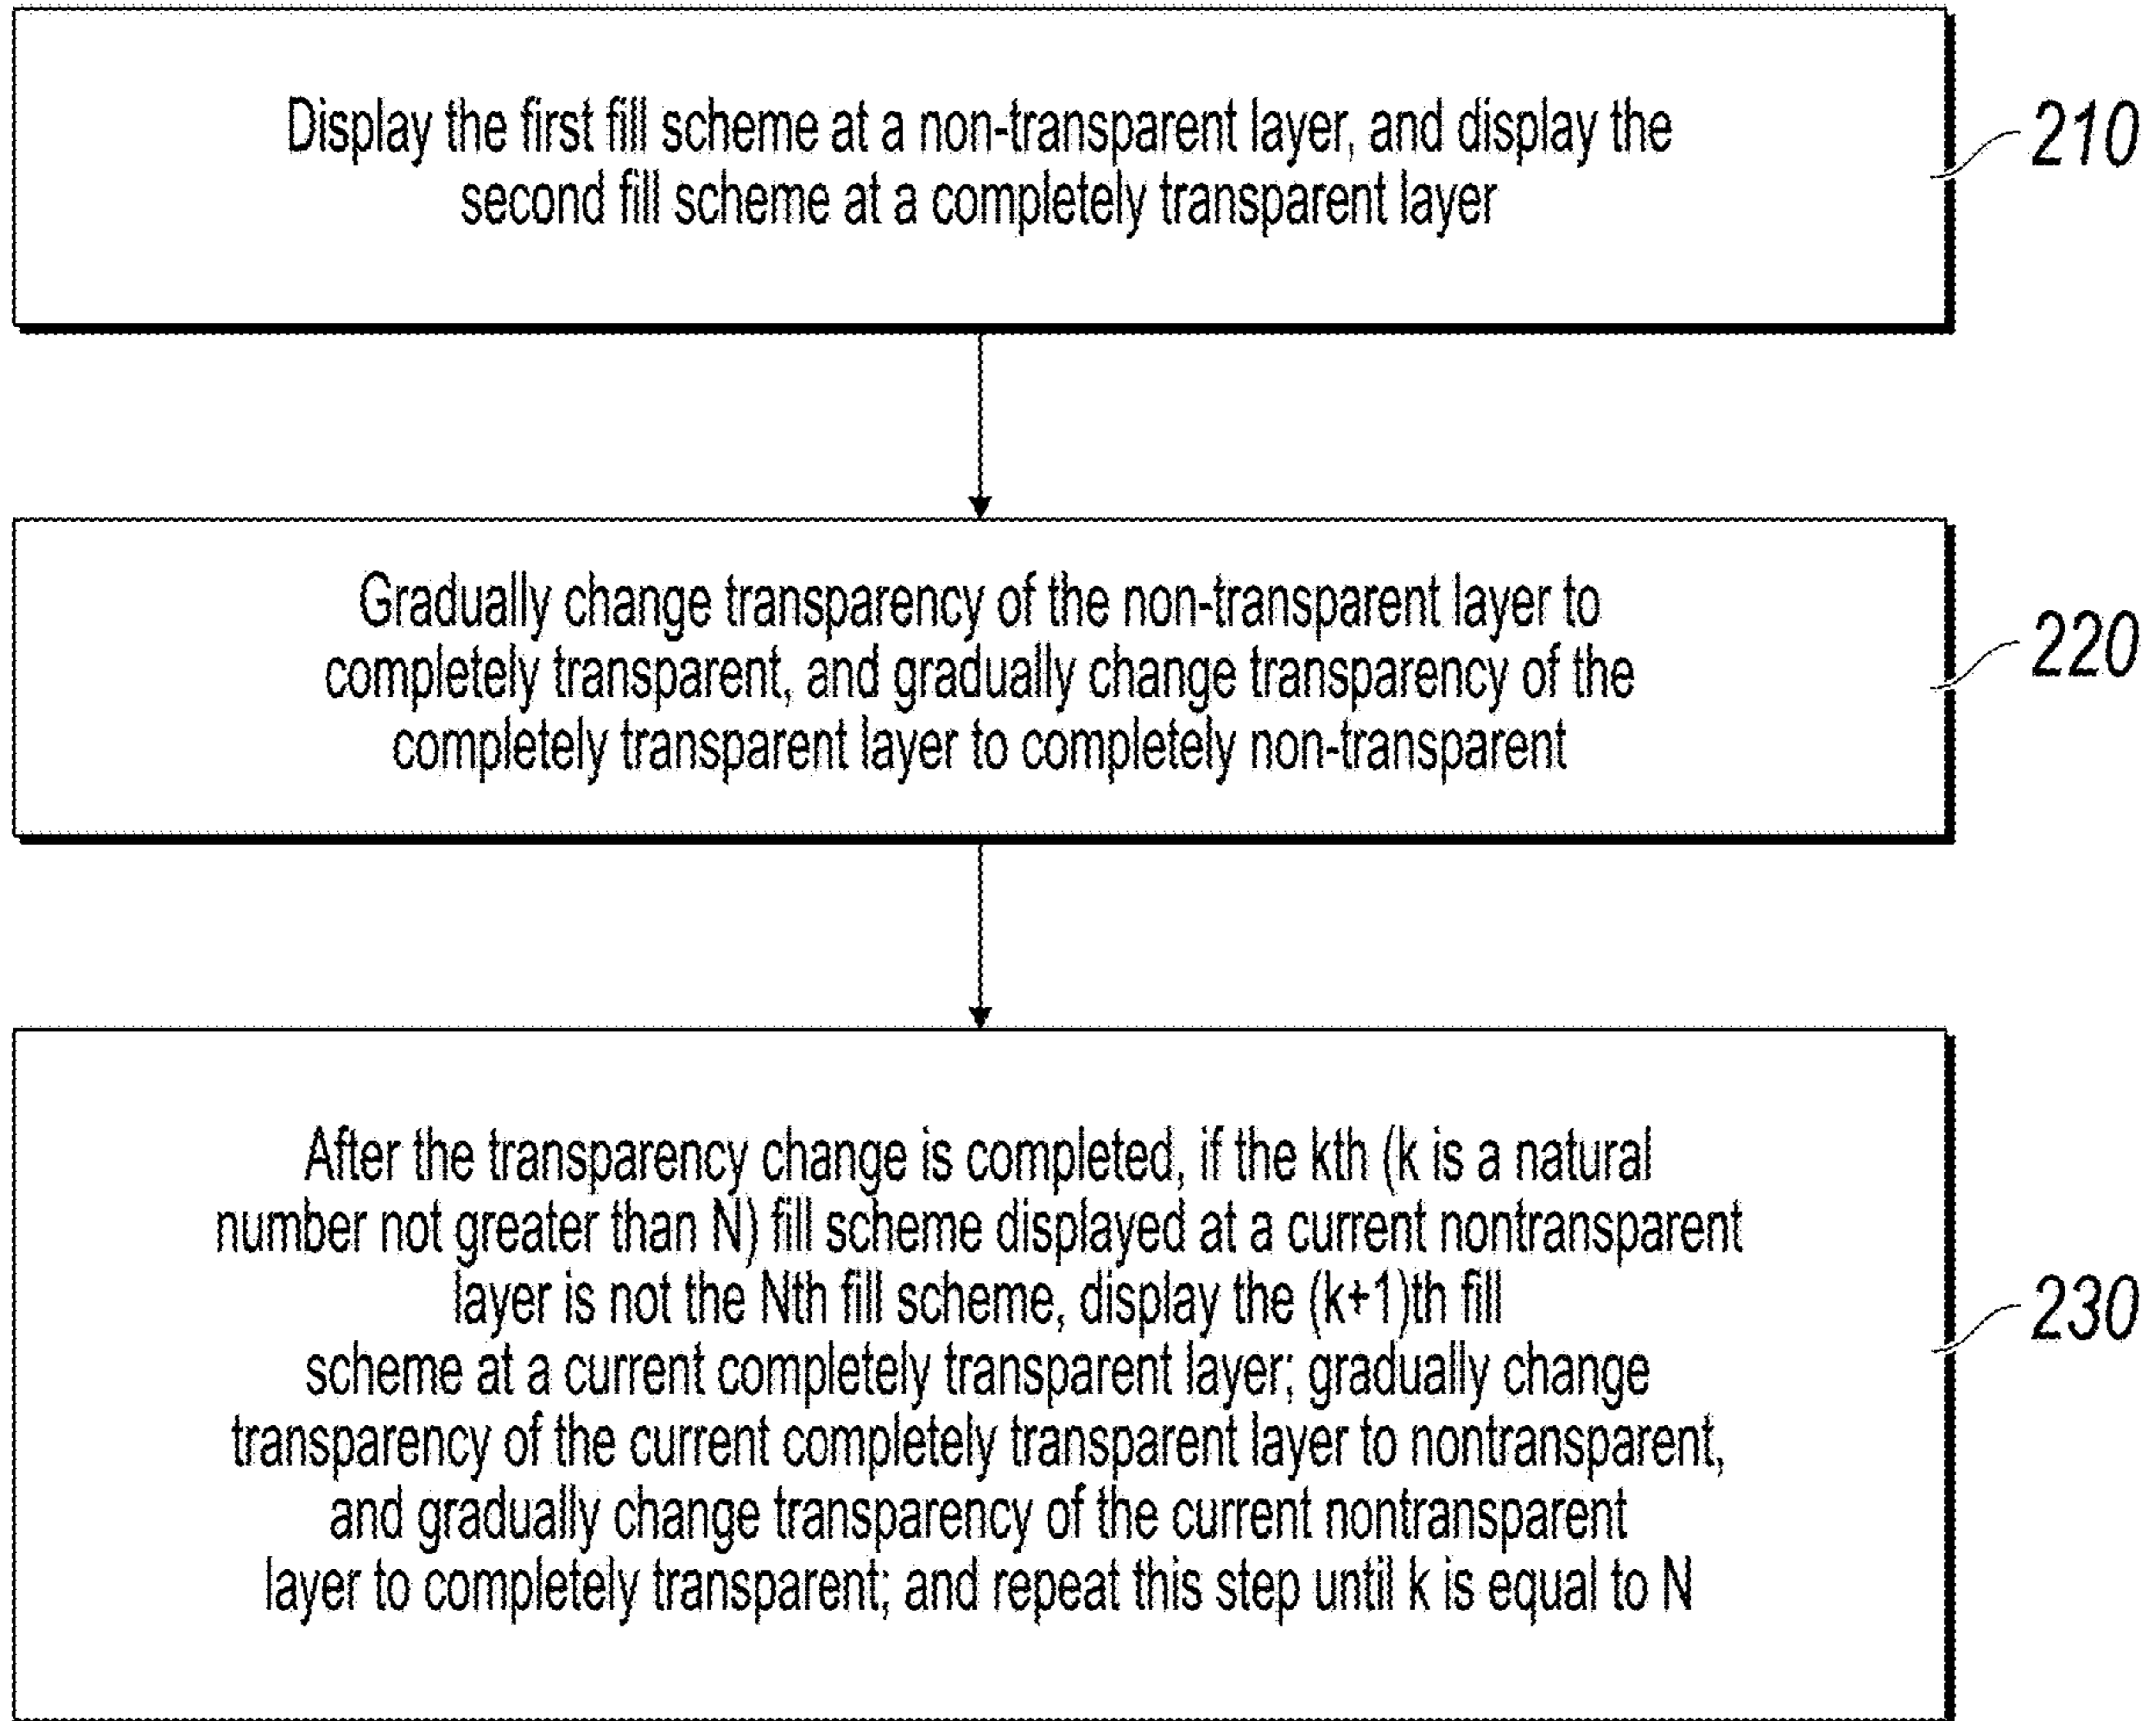 Display the first fill scheme at a non-transparent layer, and display the
second fill scheme at a completely transparent layer
210
Gradually change transparency of the non-transparent layer to
completely transparent, and gradually change transparency of the
completely transparent layer to completely non-transparent
220
After the transparency change is completed, if the kth (k is a natural
number not greater than N) fill scheme displayed at a current nontransparent
layer is not the Nth fill scheme, display the (k+1)th fill
scheme at a current completely transparent layer; gradually change
transparency of the current completely transparent layer to nontransparent,
and gradually change transparency of the current nontransparent
layer to completely transparent; and repeat this step until k is equal to N
230